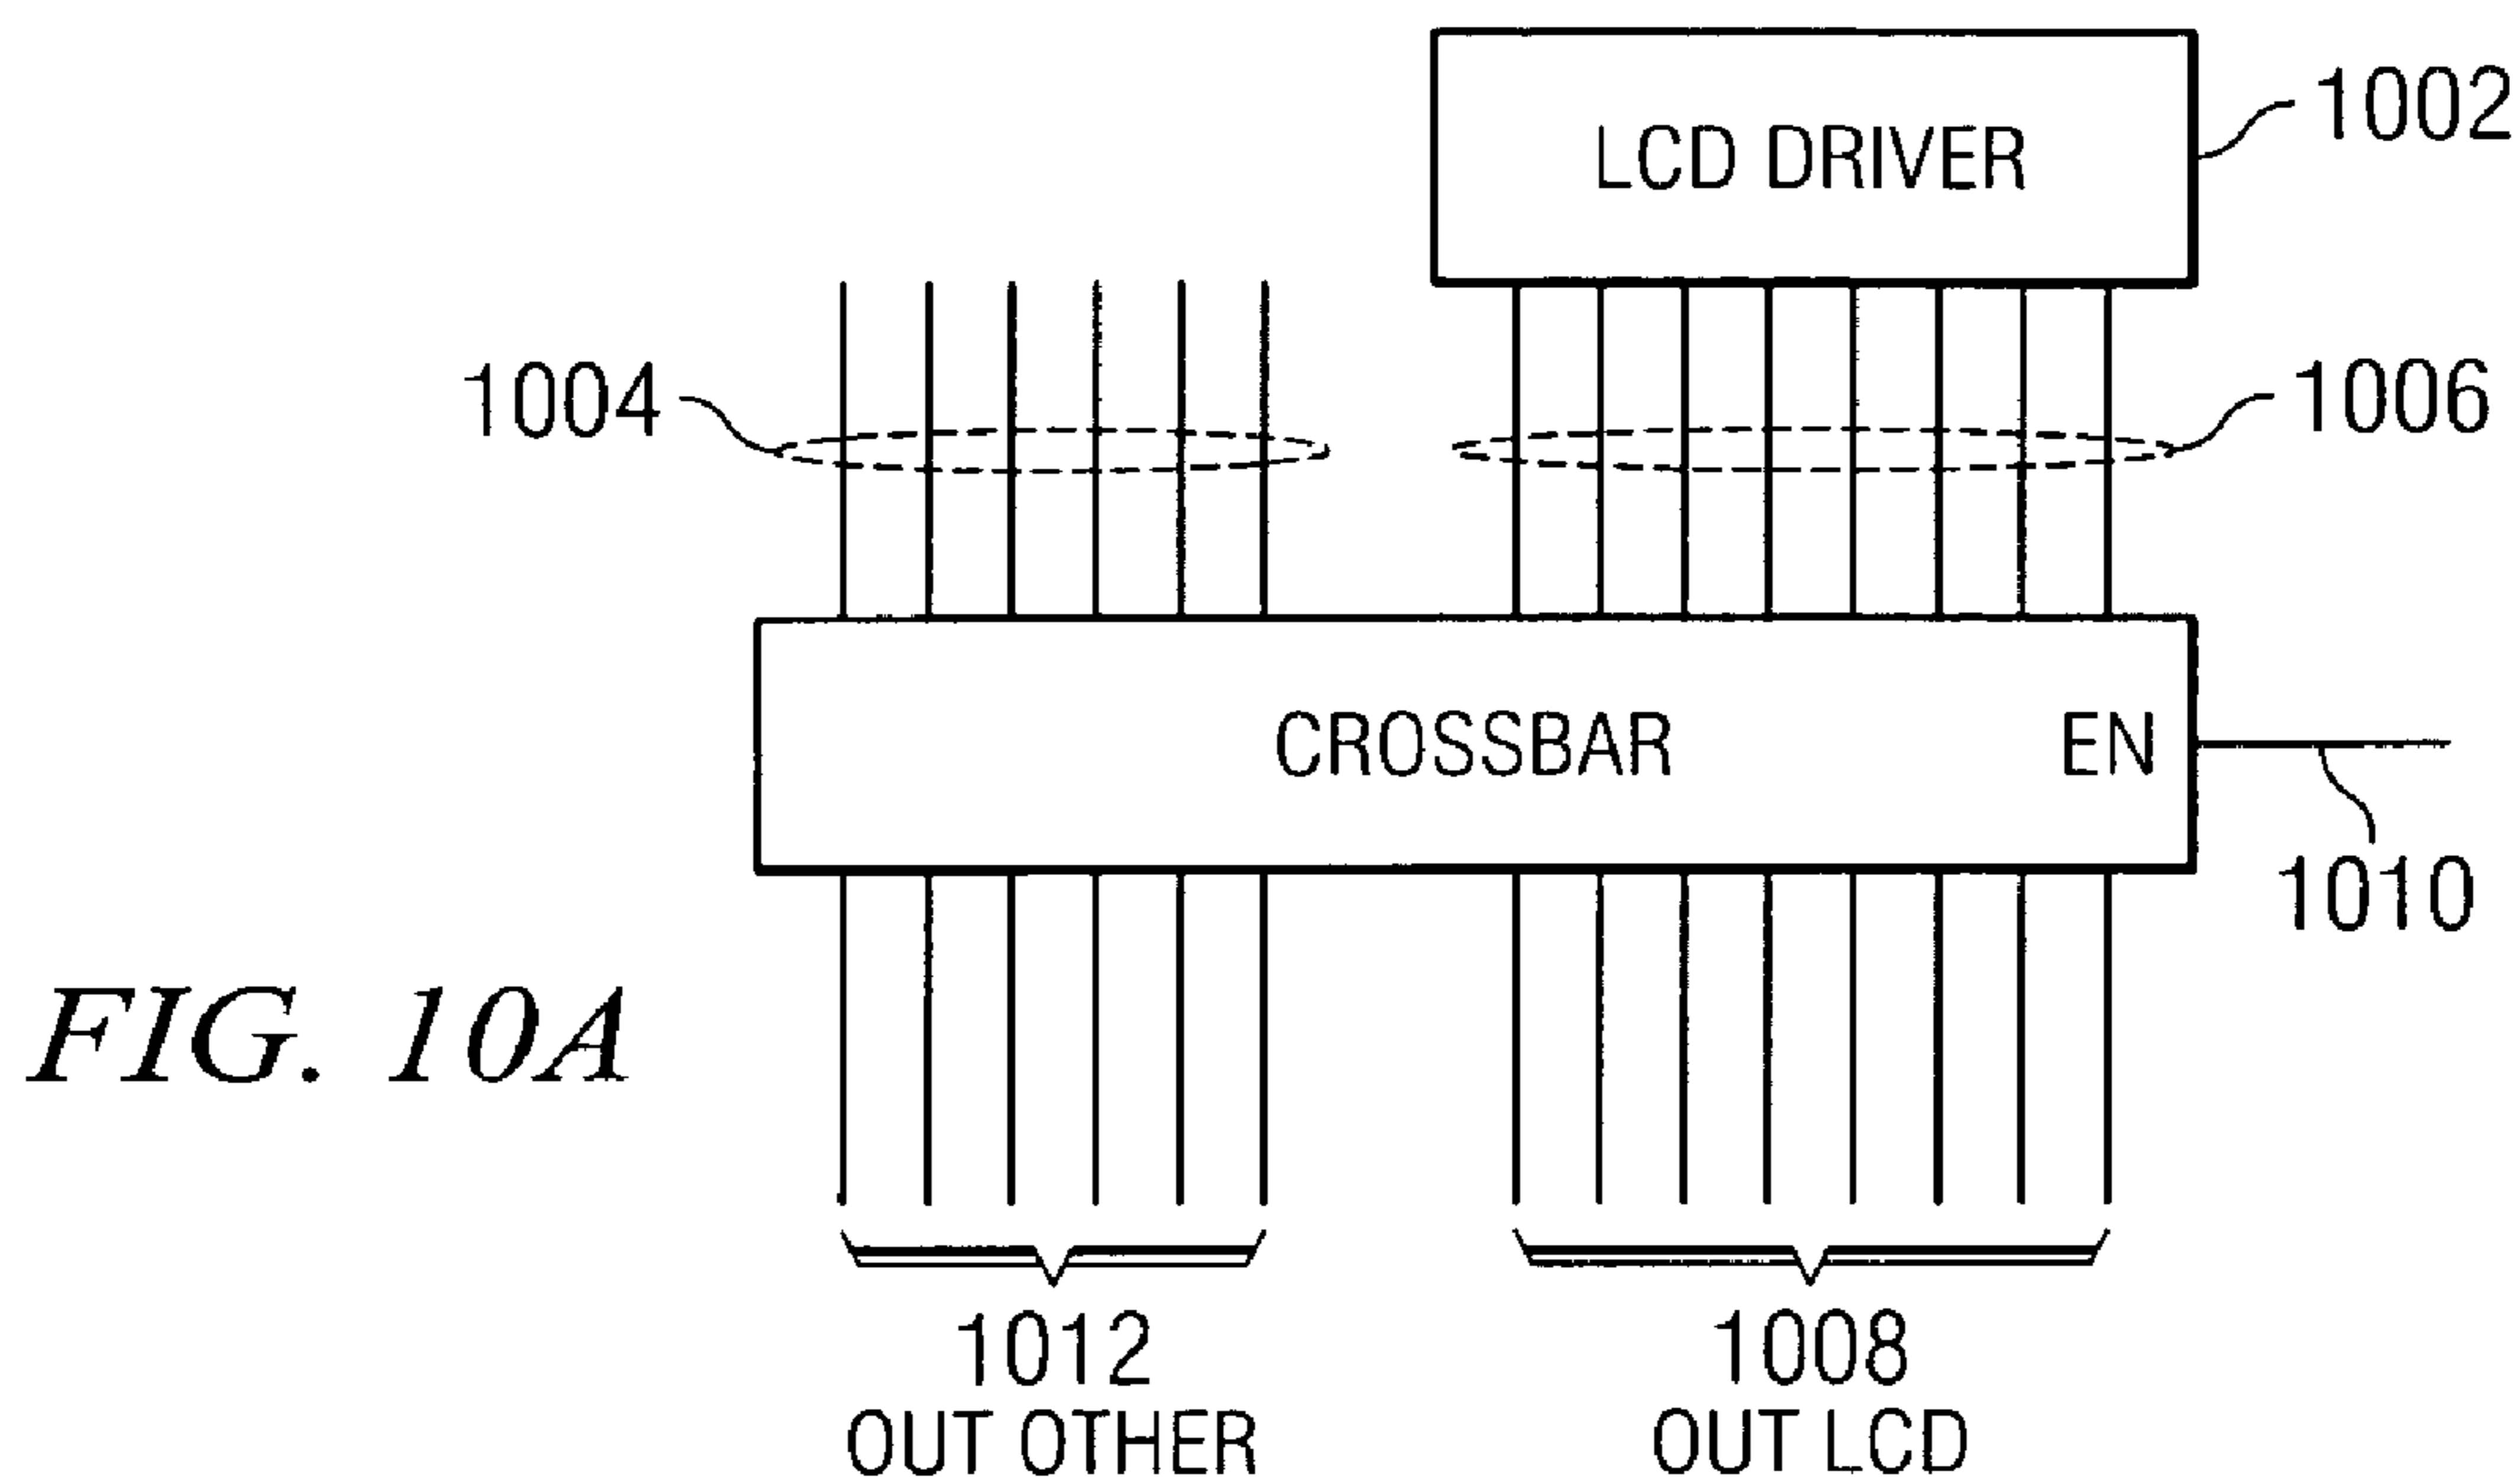 LCD DRIVER
1002
1004
1006
CROSSBAR
EN
1010
FIG. 10A
1012
OUT OTHER
1008
OUT LCD